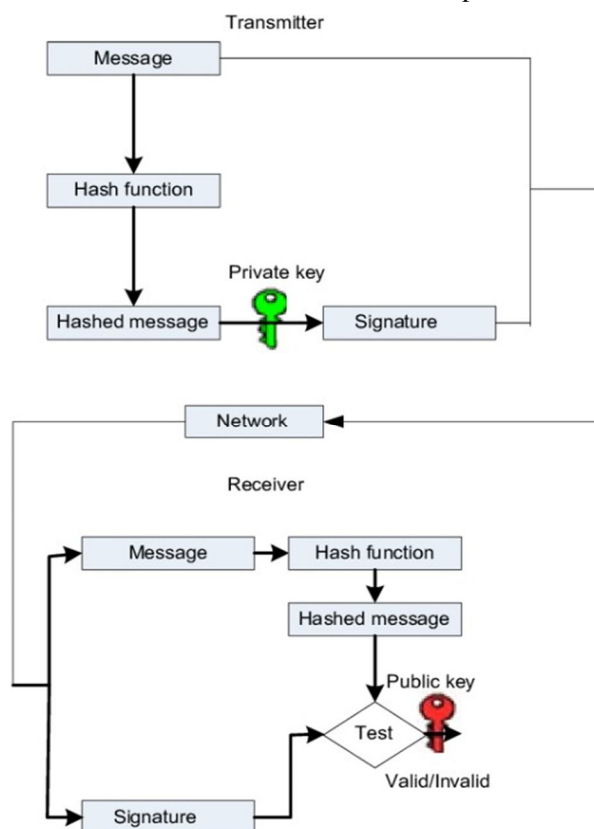 Transmitter
Message
Hash function
Private key
Hashed message
Signature
Network
Receiver
Message
Hash function
Hashed message
Public key
Test
Valid/Invalid
Signature